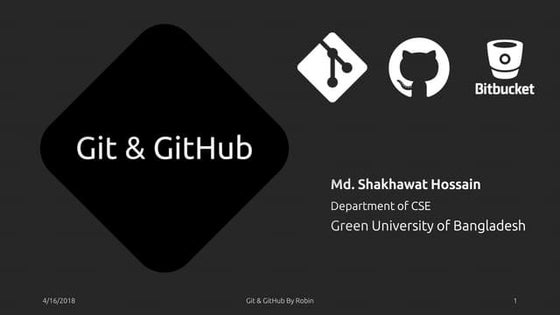 Bitbucket
Git & GitHub
Md. Shakhawat Hossain
Department of CSE
Green University of Bangladesh
4/16/2018
Git & GitHub By Robin
1